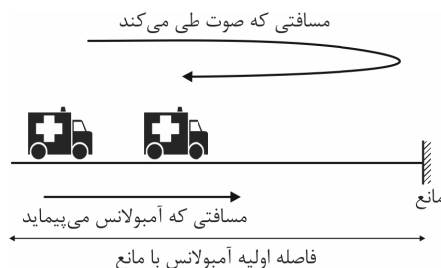 مسافتی که صوت طی می‌کند
مانع
مسافتی که آمبولانس می‌پیماید
فاصله اولیه آمبولانس با مانع